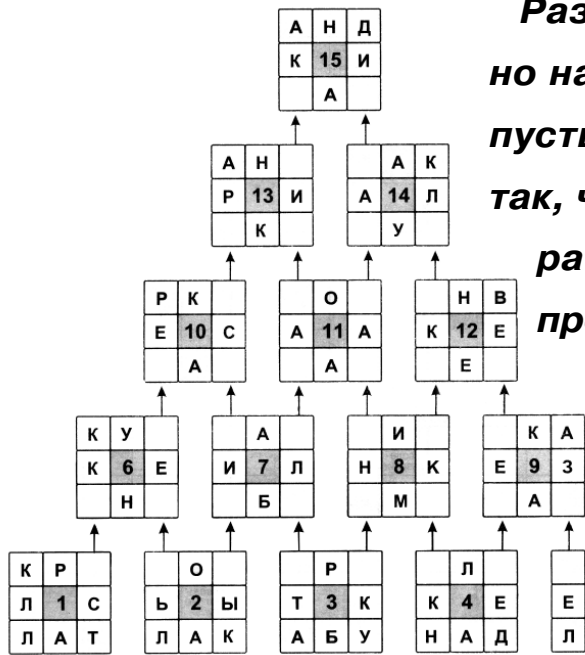 Раз
но на
пусти
так, ч
ра
пр
А Н Д
К 15 И
А
А Н
Р 13 И
К
А К
А 14 Л
У
Р К
Е 10 С
А
О
А 11 А
А
Н В
К 12 Е
Е
К У
К 6 Е
Н
А
И 7 Л
Б
И
Н 8 К
М
К А
Е 9 З
А
К Р
Л 1 С
Л А Т
О
Ь 2 Ы
Л А К
Р
Т 3 К
А Б У
Л
К 4 Е
Н А Д
Е
Л